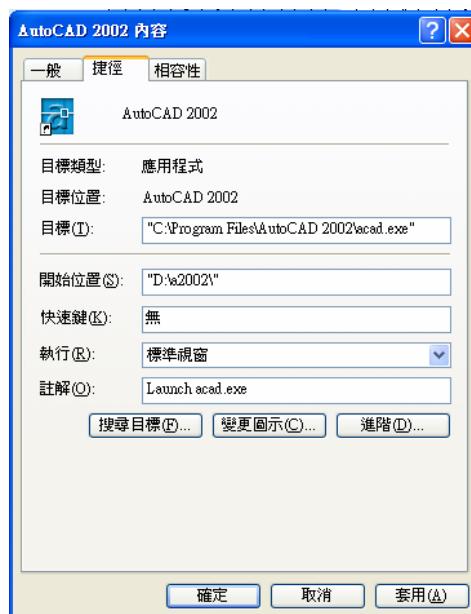 AutoCAD 2002 內容
一般 捷徑 相容性
AutoCAD 2002
目標類型: 應用程式
目標位置: AutoCAD 2002
目標(T): "C:\Program Files\AutoCAD 2002\acad.exe"
開始位置(S): "D:\a2002\"
快速鍵(K): 無
執行(R): 標準視窗
註解(O): Launch acad.exe
搜尋目標(F)... 變更圖示(C)... 進階(D)...
確定 取消 套用(A)